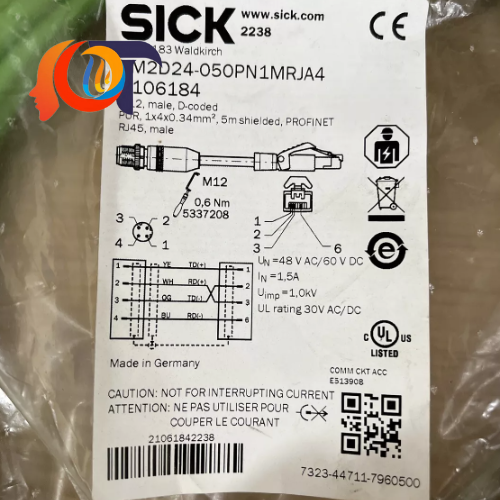 SICK
www.sick.com
2238
183 Waldkirch
M2D24-050PN1MRJA4
106184
2, male, D-coded
PUR, 1x4x0.34mm², 5m shielded, PROFINET
RJ45, male
M12
0,6 Nm
5337208
3 2
4 1
1
2
3 6
1 YE TD(+) 1
2 WH RD(+) 2
3 OG TD(-) 3
4 BU RD(-) 6
UN=48 V AC/60 V DC
IN=1,5A
Uimp=1,0kV
UL rating 30V AC/DC
Made in Germany
c UL US
LISTED
COMM CKT ACC
E513908
CAUTION: NOT FOR INTERRUPTING CURRENT
ATTENTION: NE PAS UTILISER POUR
COUPER LE COURANT
21061842238
7323-44711-7960500